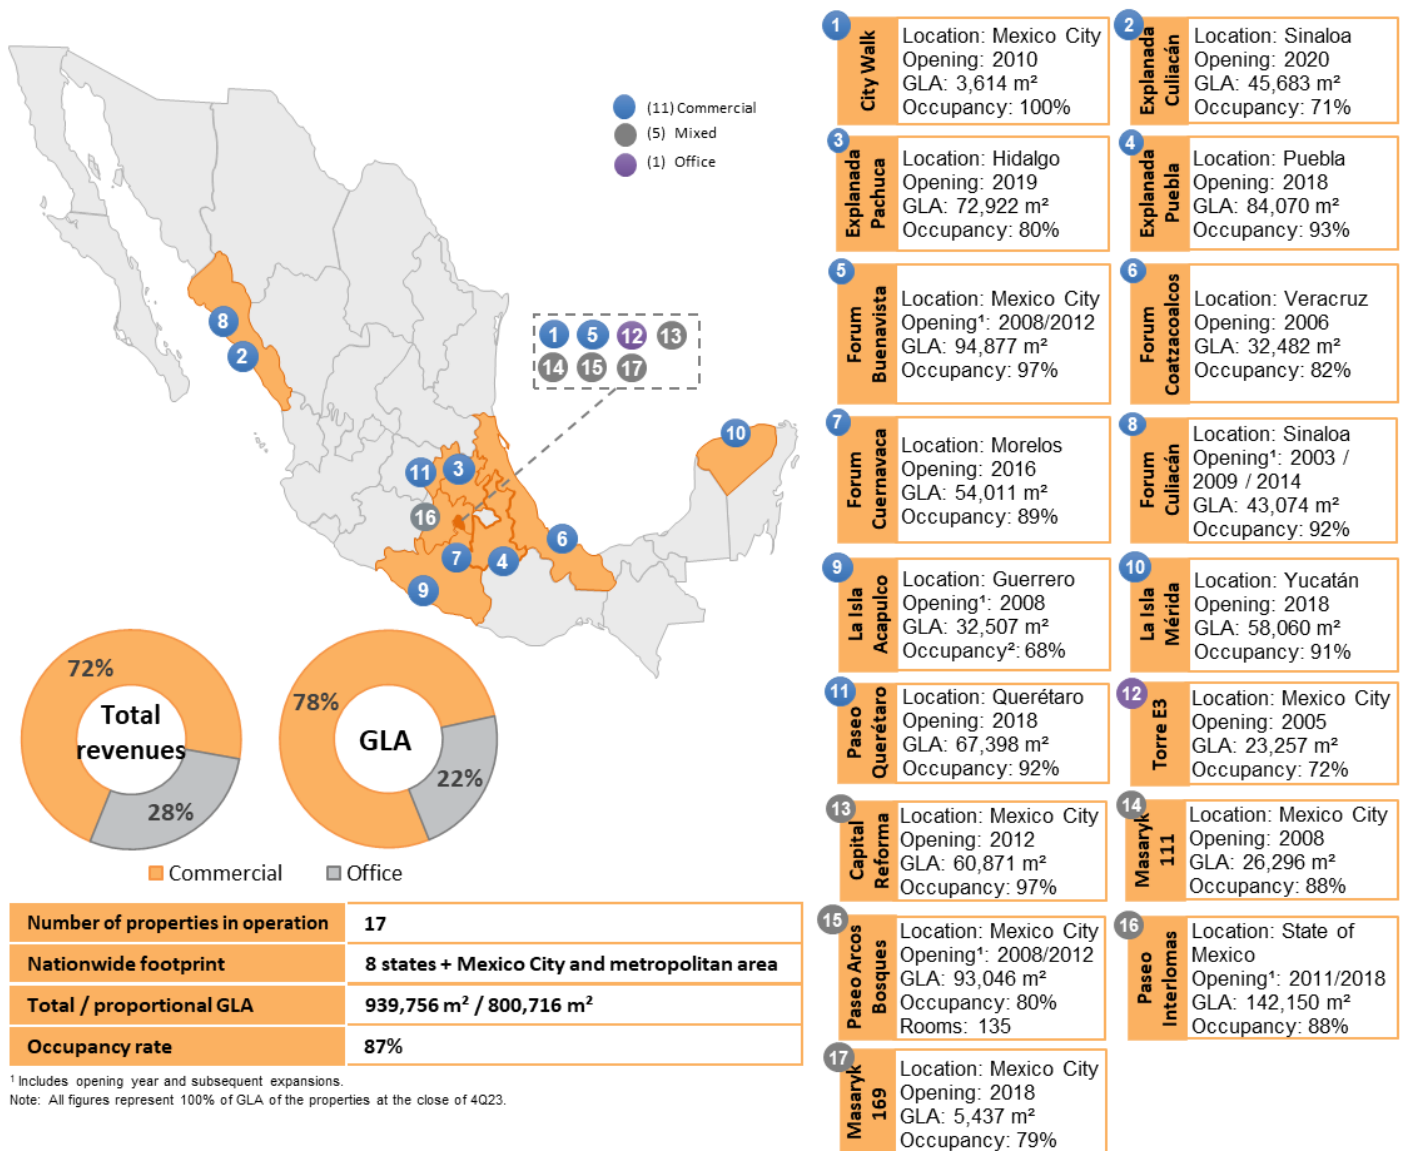 (11) Commercial
(5) Mixed
(1) Office
8
2
1
5
12
13
14
15
17
10
11
3
16
6
7
4
9
72%
Total
revenues
28%
78%
GLA
22%
Commercial
Office
Number of properties in operation
17
Nationwide footprint
8 states + Mexico City and metropolitan area
Total / proportional GLA
939,756 m² / 800,716 m²
Occupancy rate
87%
¹ Includes opening year and subsequent expansions.
Note: All figures represent 100% of GLA of the properties at the close of 4Q23.
1
City Walk
Location: Mexico City
Opening: 2010
GLA: 3,614 m²
Occupancy: 100%
2
Explanada
Culiacán
Location: Sinaloa
Opening: 2020
GLA: 45,683 m²
Occupancy: 71%
3
Explanada
Pachuca
Location: Hidalgo
Opening: 2019
GLA: 72,922 m²
Occupancy: 80%
4
Explanada
Puebla
Location: Puebla
Opening: 2018
GLA: 84,070 m²
Occupancy: 93%
5
Forum
Buenavista
Location: Mexico City
Opening¹: 2008/2012
GLA: 94,877 m²
Occupancy: 97%
6
Forum
Coatzacoalcos
Location: Veracruz
Opening: 2006
GLA: 32,482 m²
Occupancy: 82%
7
Forum
Cuernavaca
Location: Morelos
Opening: 2016
GLA: 54,011 m²
Occupancy: 89%
8
Forum
Culiacán
Location: Sinaloa
Opening¹: 2003 /
2009 / 2014
GLA: 43,074 m²
Occupancy: 92%
9
La Isla
Acapulco
Location: Guerrero
Opening¹: 2008
GLA: 32,507 m²
Occupancy²: 68%
10
La Isla
Mérida
Location: Yucatán
Opening: 2018
GLA: 58,060 m²
Occupancy: 91%
11
Paseo
Querétaro
Location: Querétaro
Opening: 2018
GLA: 67,398 m²
Occupancy: 92%
12
Torre E3
Location: Mexico City
Opening: 2005
GLA: 23,257 m²
Occupancy: 72%
13
Capital
Reforma
Location: Mexico City
Opening: 2012
GLA: 60,871 m²
Occupancy: 97%
14
Masaryk
111
Location: Mexico City
Opening: 2008
GLA: 26,296 m²
Occupancy: 88%
15
Paseo Arcos
Bosques
Location: Mexico City
Opening¹: 2008/2012
GLA: 93,046 m²
Occupancy: 80%
Rooms: 135
16
Paseo
Interlomas
Location: State of
Mexico
Opening¹: 2011/2018
GLA: 142,150 m²
Occupancy: 88%
17
Masaryk
169
Location: Mexico City
Opening: 2018
GLA: 5,437 m²
Occupancy: 79%